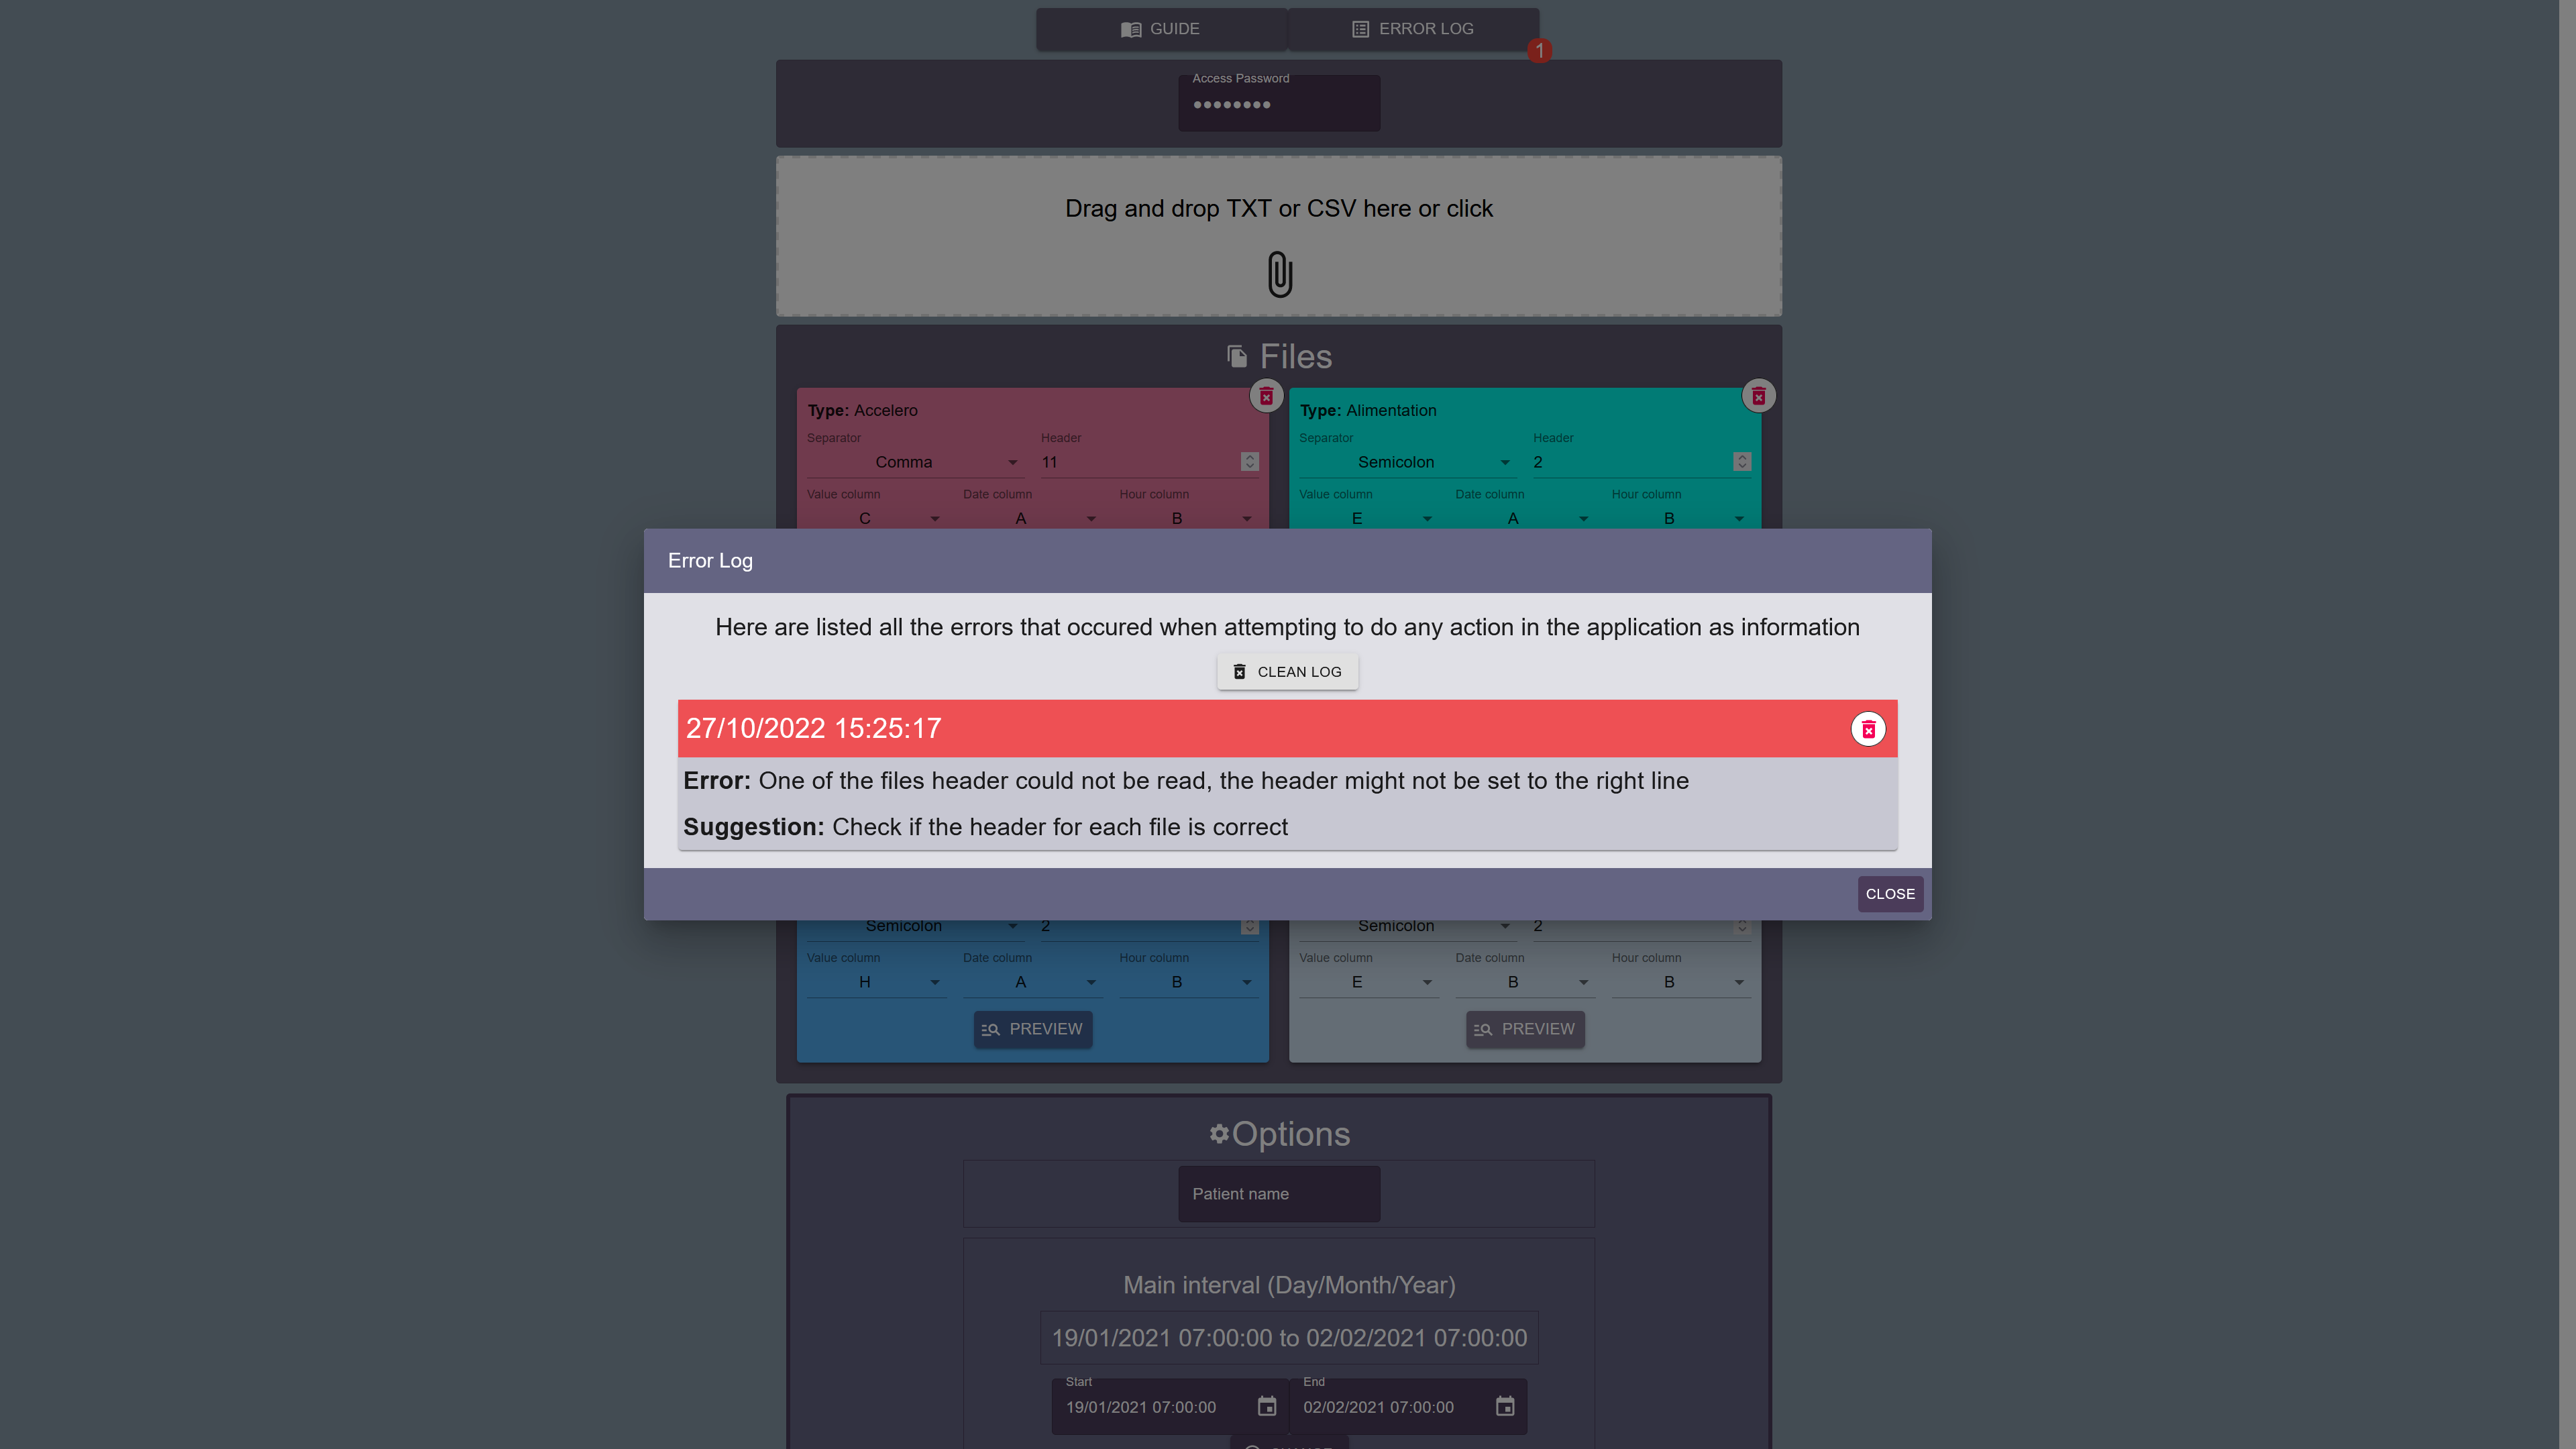 GUIDE
ERROR LOG
1
Access Password
••••••••
Drag and drop TXT or CSV here or click
Files
Type: Accelero
Separator Header
Comma 11
Value column Date column Hour column
C A B
Type: Alimentation
Separator Header
Semicolon 2
Value column Date column Hour column
E A B
Error Log
Here are listed all the errors that occured when attempting to do any action in the application as information
CLEAN LOG
27/10/2022 15:25:17
Error: One of the files header could not be read, the header might not be set to the right line
Suggestion: Check if the header for each file is correct
CLOSE
Semicolon 2
Value column Date column Hour column
H A B
PREVIEW
Semicolon 2
Value column Date column Hour column
E B B
PREVIEW
Options
Patient name
Main interval (Day/Month/Year)
19/01/2021 07:00:00 to 02/02/2021 07:00:00
Start End
19/01/2021 07:00:00 02/02/2021 07:00:00